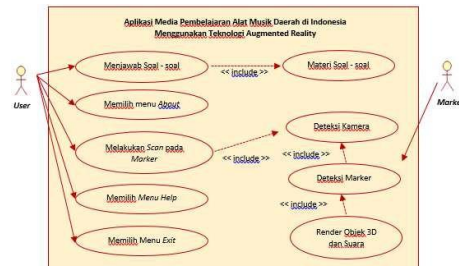 Aplikasi Media Pembelajaran Alat Musik Daerah di Indonesia
Menggunakan Teknologi Augmented Reality
Menjawab Soal - soal
<< include >>
Materi Soal - soal
User
Memilih menu About
Marke
Deteksi Kamera
Melakukan Scan pada
Marker
<< include >>
<< include >>
Deteksi Marker
Memilih Menu Help
<< include >>
Render Objek 3D
dan Suara
Memilih Menu Exit